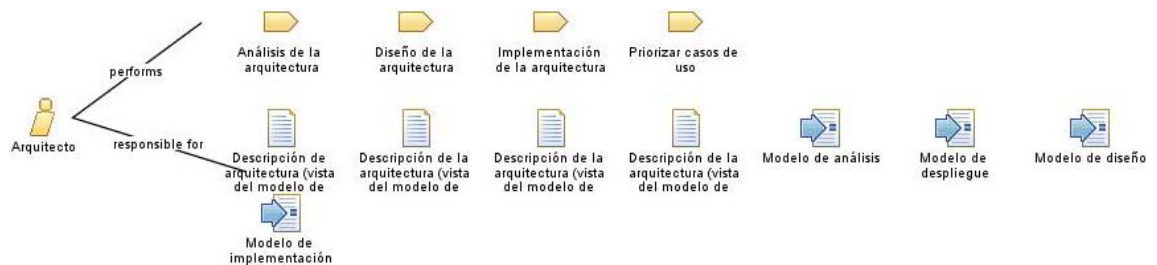 Análisis de la arquitectura
Diseño de la arquitectura
Implementación de la arquitectura
Priorizar casos de uso
performs
Arquitecto
responsible for
Descripción de arquitectura (vista del modelo de
Descripción de la arquitectura (vista del modelo de
Descripción de la arquitectura (vista del modelo de
Descripción de la arquitectura (vista del modelo de
Modelo de análisis
Modelo de despliegue
Modelo de diseño
Modelo de implementación